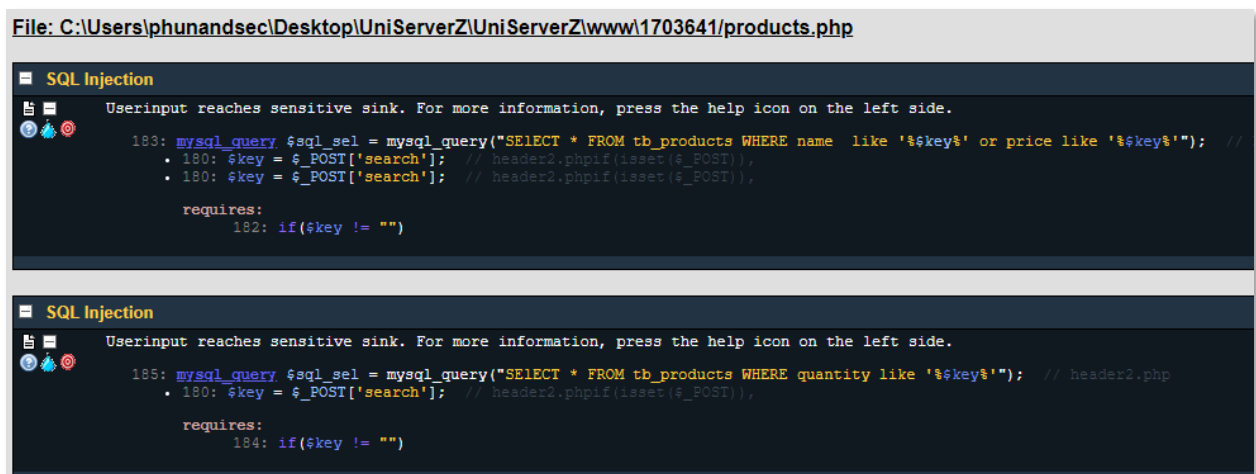 File: C:\Users\phunandsec\Desktop\UniServerZ\UniServerZ\www\1703641/products.php
SQL Injection
Userinput reaches sensitive sink. For more information, press the help icon on the left side.
183: mysql_query $sql_sel = mysql_query("SElECT * FROM tb_products WHERE name  like '%$key%' or price like '%$key%'");  //
• 180: $key = $_POST['search'];  // header2.phpif(isset($_POST)),
• 180: $key = $_POST['search'];  // header2.phpif(isset($_POST)),
requires:
182: if($key != "")
SQL Injection
Userinput reaches sensitive sink. For more information, press the help icon on the left side.
185: mysql_query $sql_sel = mysql_query("SElECT * FROM tb_products WHERE quantity like '%$key%'");  // header2.php
• 180: $key = $_POST['search'];  // header2.phpif(isset($_POST)),
requires:
184: if($key != "")